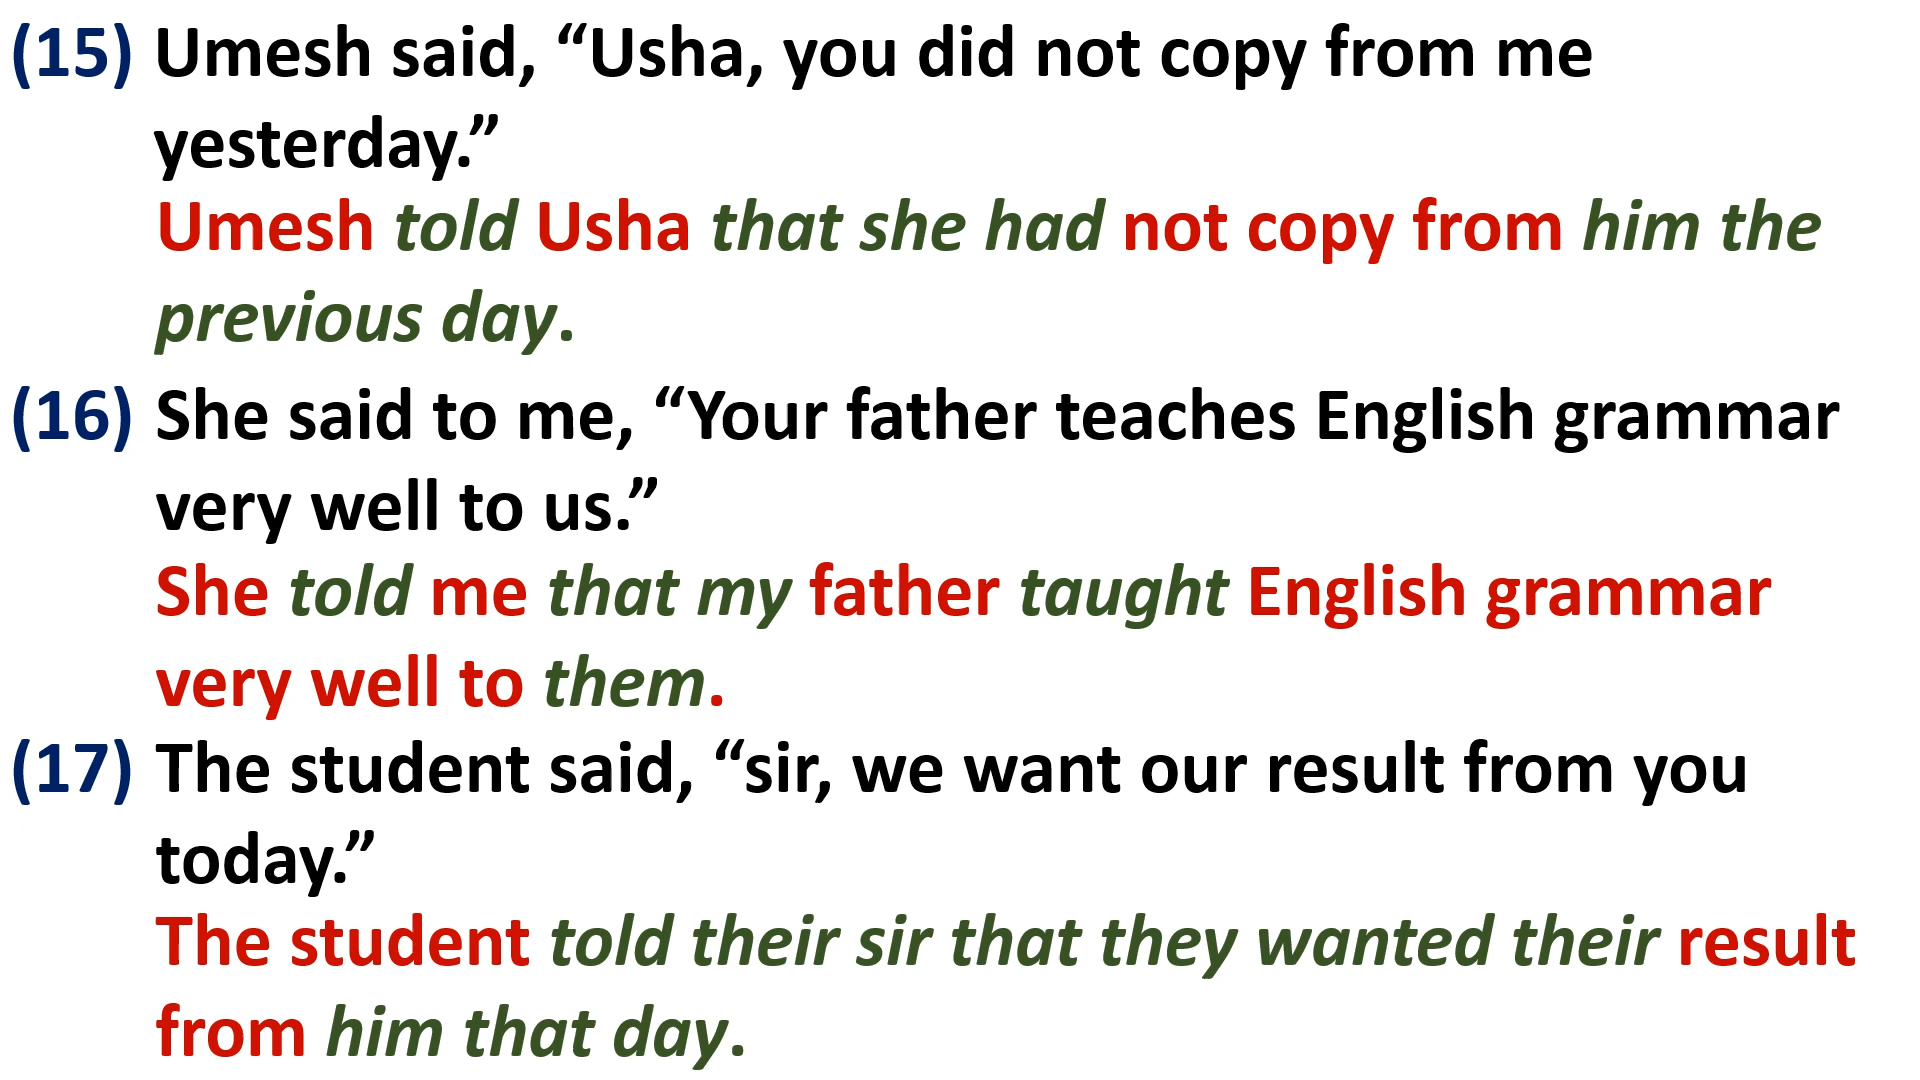 (15) Umesh said, “Usha, you did not copy from me
yesterday.”
Umesh told Usha that she had not copy from him the
previous day.
(16) She said to me, “Your father teaches English grammar
very well to us.”
She told me that my father taught English grammar
very well to them.
(17) The student said, “sir, we want our result from you
today.”
The student told their sir that they wanted their result
from him that day.